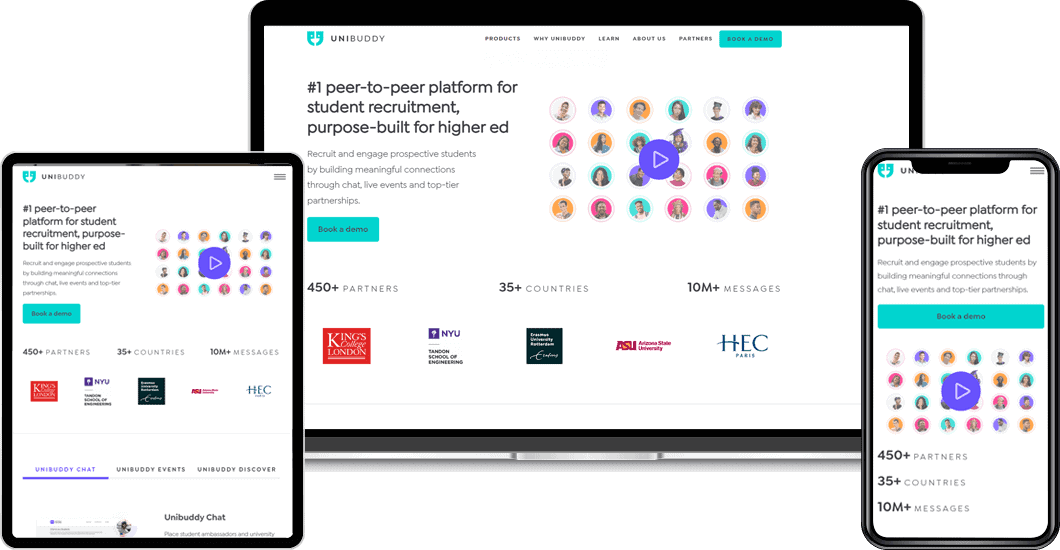 UNIBUDDY
PRODUCTS WHY UNIBUDDY LEARN ABOUT US PARTNERS BOOK A DEMO
#1 peer-to-peer platform for
student recruitment,
purpose-built for higher ed
Recruit and engage prospective students
by building meaningful connections
through chat, live events and top-tier
partnerships.
Book a demo
450+ PARTNERS
35+ COUNTRIES
10M+ MESSAGES
KING'S
College
LONDON
NYU
TANDON
SCHOOL OF
ENGINEERING
Erasmus
University
Rotterdam
Erasmus
ASU Arizona State
University
HEC
PARIS
UNIBUDDY
#1 peer-to-peer
platform for student
recruitment, purpose-
built for higher ed
Recruit and engage prospective students
by building meaningful connections
through chat, live events and top-tier
partnerships.
Book a demo
450+ PARTNERS
35+ COUNTRIES
10M+ MESSAGES
KING'S
College
LONDON
NYU
TANDON
SCHOOL OF
ENGINEERING
Erasmus
University
Rotterdam
Erasmus
ASU Arizona State
University
HEC
PARIS
UNIBUDDY CHAT UNIBUDDY EVENTS UNIBUDDY DISCOVER
Unibuddy Chat
Place student ambassadors and university
UN
#1 peer-to-peer platform for
student recruitment,
purpose-built for higher ed
Recruit and engage prospective students by
building meaningful connections through
chat, live events and top-tier partnerships.
Book a demo
450+ PARTNERS
35+ COUNTRIES
10M+ MESSAGES